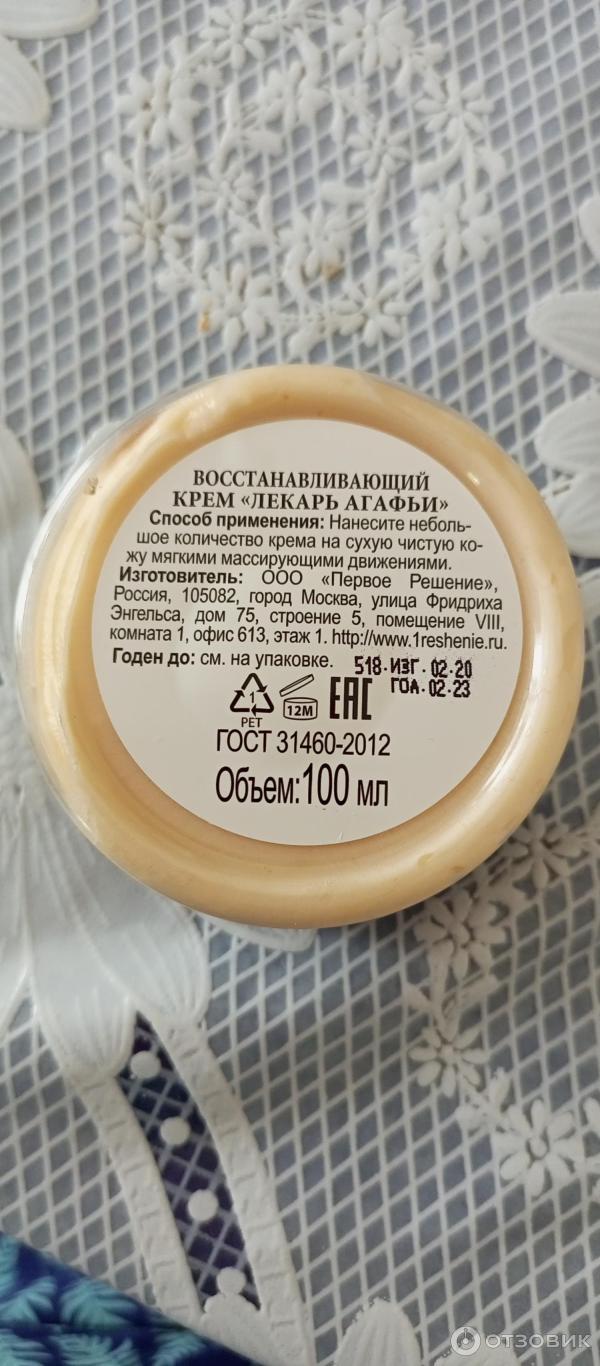 ВОССТАНАВЛИВАЮЩИЙ
КРЕМ «ЛЕКАРЬ АГАФЬИ»
Способ применения: Нанесите неболь-
шое количество крема на сухую чистую ко-
жу мягкими массирующими движениями.
Изготовитель: ООО «Первое Решение»,
Россия, 105082, город Москва, улица Фридриха
Энгельса, дом 75, строение 5, помещение VIII,
комната 1, офис 613, этаж 1. http://www.1reshenie.ru.
Годен до: см. на упаковке. 518·ИЗГ·02·20
ГОА·02·23
1
PET
12М
ЕАС
ГОСТ 31460-2012
Объем:100 мл
ОТЗОВИК